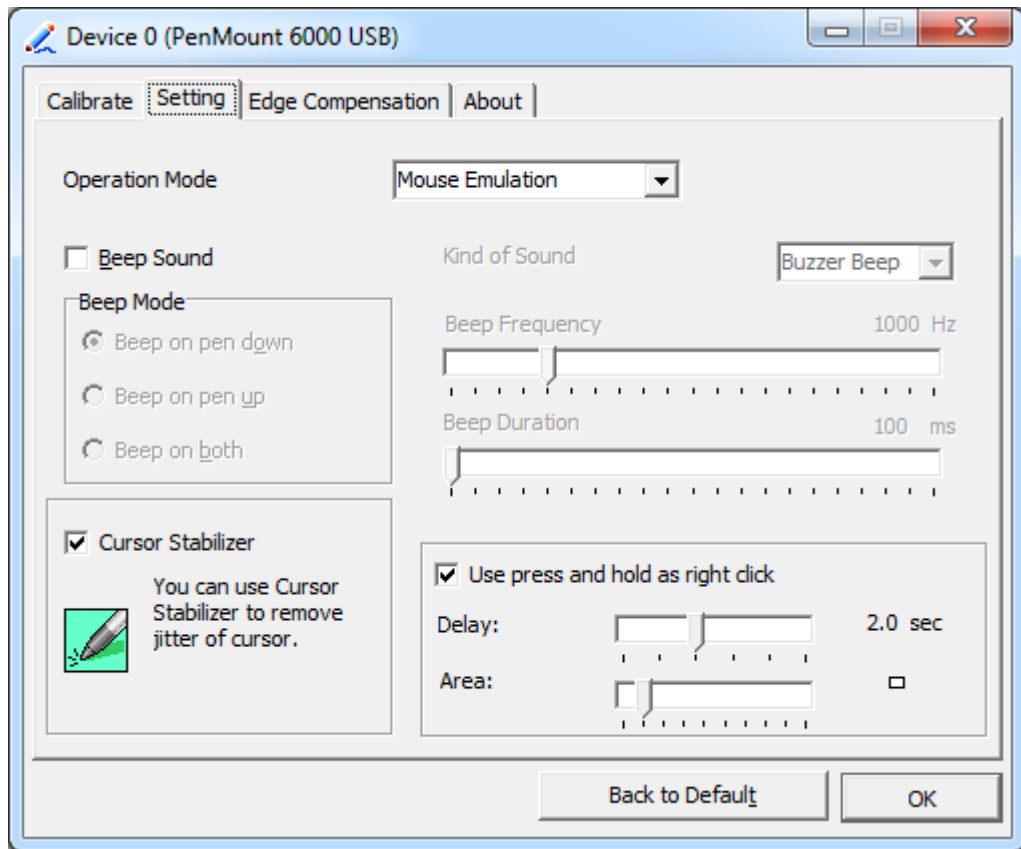 Device 0 (PenMount 6000 USB)
Calibrate Setting Edge Compensation About
Operation Mode Mouse Emulation
Beep Sound
Kind of Sound Buzzer Beep
Beep Mode
Beep on pen down
Beep on pen up
Beep on both
Beep Frequency 1000 Hz
Beep Duration 100 ms
Cursor Stabilizer
You can use Cursor
Stabilizer to remove
jitter of cursor.
Use press and hold as right click
Delay: 2.0 sec
Area:
Back to Default OK